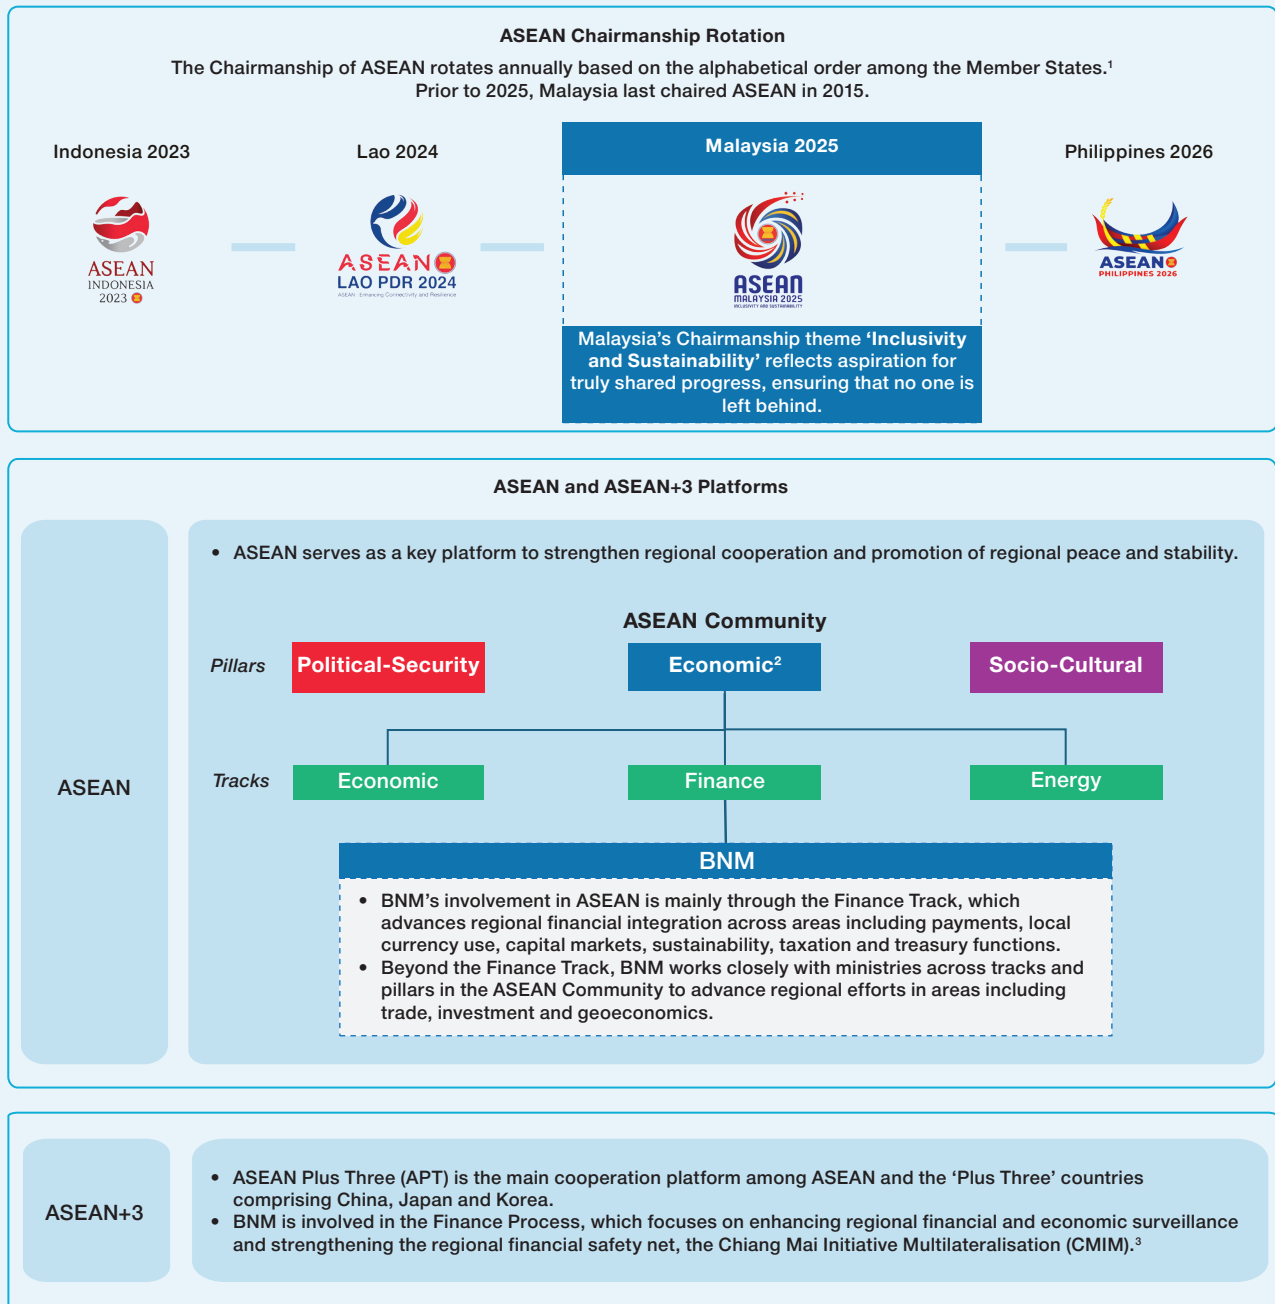 ASEAN Chairmanship Rotation
The Chairmanship of ASEAN rotates annually based on the alphabetical order among the Member States.¹
Prior to 2025, Malaysia last chaired ASEAN in 2015.
Indonesia 2023
Lao 2024
Malaysia 2025
Philippines 2026
ASEAN
INDONESIA
2023
ASEAN
LAO PDR 2024
ASEAN : Enhancing Connectivity and Resilience
ASEAN
MALAYSIA 2025
INCLUSIVITY AND SUSTAINABILITY
ASEAN
PHILIPPINES 2026
Malaysia's Chairmanship theme 'Inclusivity
and Sustainability' reflects aspiration for
truly shared progress, ensuring that no one is
left behind.
ASEAN and ASEAN+3 Platforms
ASEAN
• ASEAN serves as a key platform to strengthen regional cooperation and promotion of regional peace and stability.
ASEAN Community
Pillars
Political-Security
Economic²
Socio-Cultural
Tracks
Economic
Finance
Energy
BNM
• BNM's involvement in ASEAN is mainly through the Finance Track, which
advances regional financial integration across areas including payments, local
currency use, capital markets, sustainability, taxation and treasury functions.
• Beyond the Finance Track, BNM works closely with ministries across tracks and
pillars in the ASEAN Community to advance regional efforts in areas including
trade, investment and geoeconomics.
ASEAN+3
• ASEAN Plus Three (APT) is the main cooperation platform among ASEAN and the 'Plus Three' countries
comprising China, Japan and Korea.
• BNM is involved in the Finance Process, which focuses on enhancing regional financial and economic surveillance
and strengthening the regional financial safety net, the Chiang Mai Initiative Multilateralisation (CMIM).³